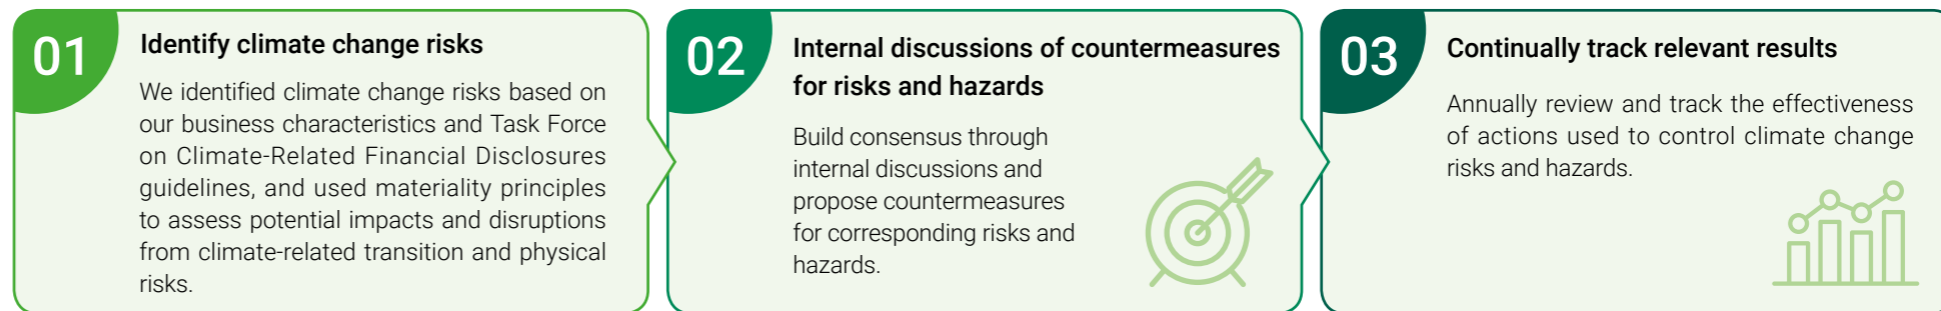 01
Identify climate change risks
We identified climate change risks based on
our business characteristics and Task Force
on Climate-Related Financial Disclosures
guidelines, and used materiality principles
to assess potential impacts and disruptions
from climate-related transition and physical
risks.
02
Internal discussions of countermeasures
for risks and hazards
Build consensus through
internal discussions and
propose countermeasures
for corresponding risks and
hazards.
03
Continually track relevant results
Annually review and track the effectiveness
of actions used to control climate change
risks and hazards.